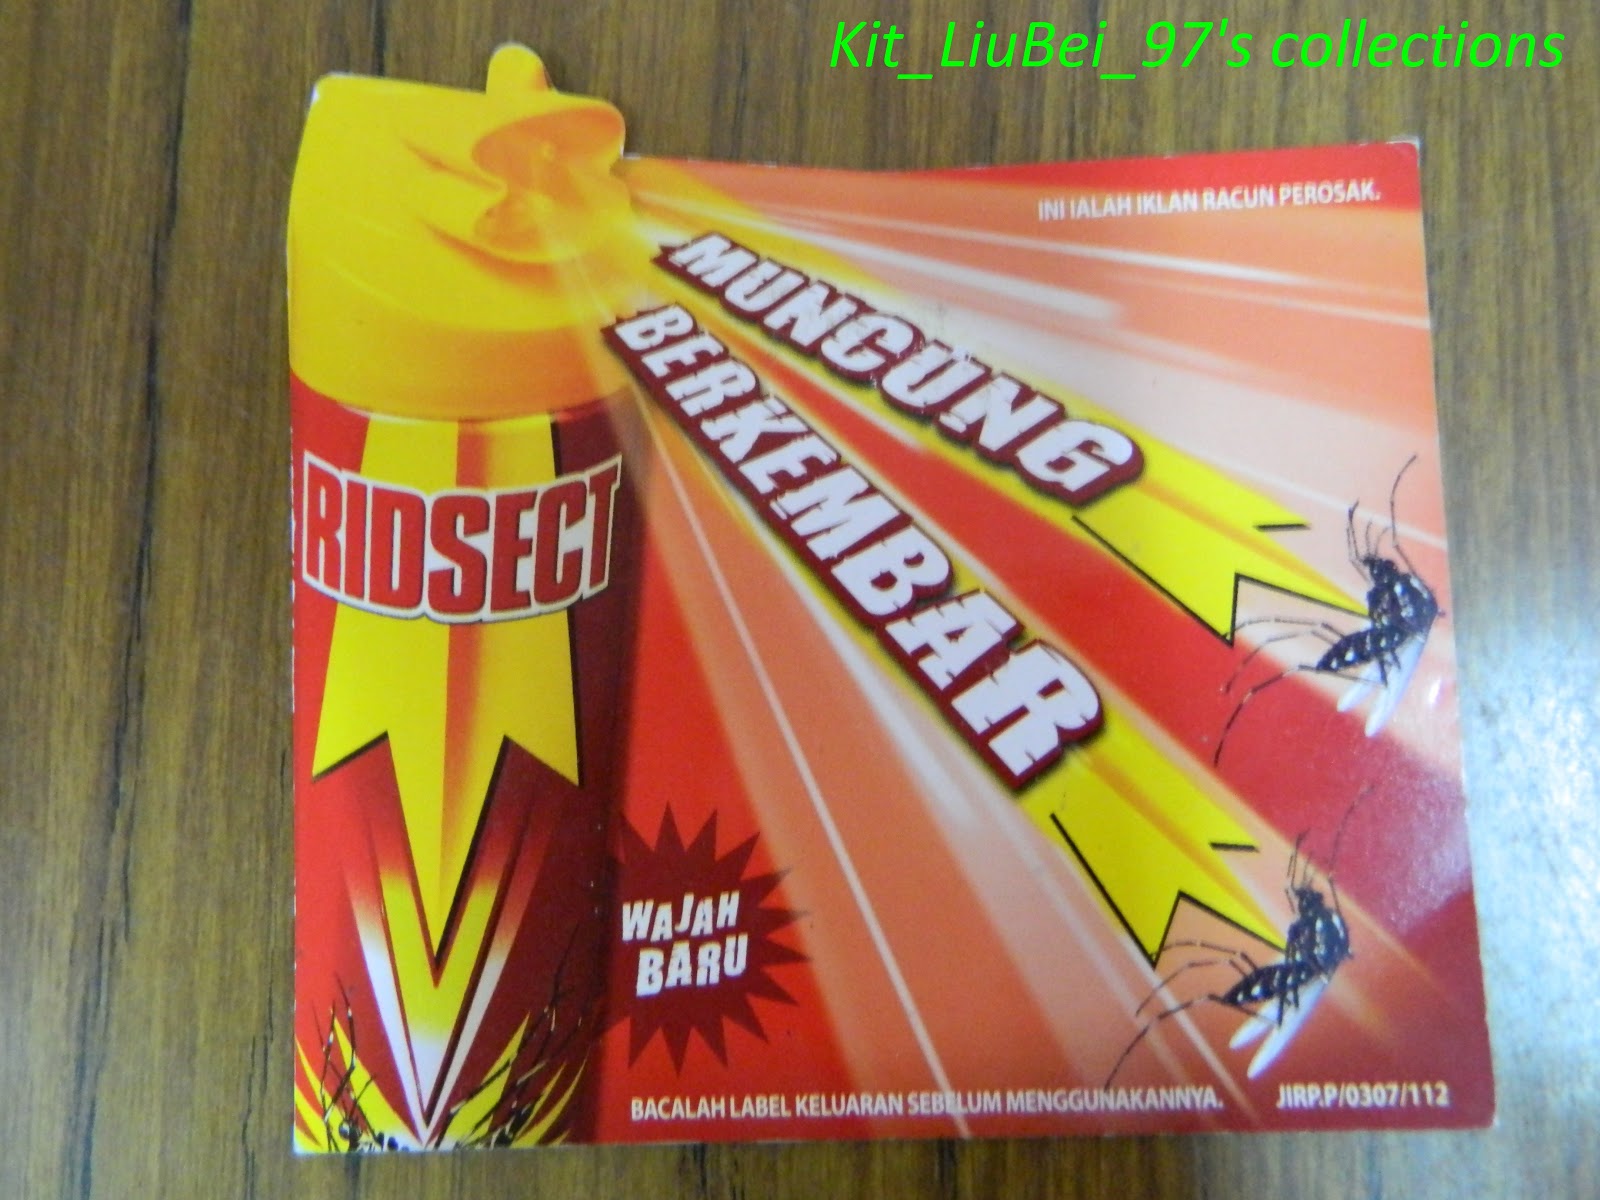 Kit_LiuBei_97's collections
INI IALAH IKLAN RACUN PEROSAK.
MUNCUNG
BERKEMBAR
RIDSECT
WAJAH
BARU
BACALAH LABEL KELUARAN SEBELUM MENGGUNAKANNYA.
JIRP.P/0307/112